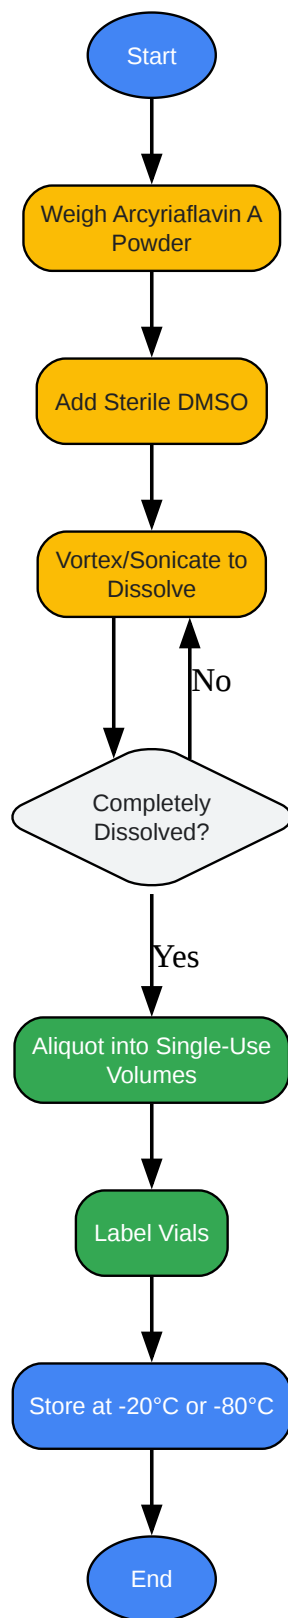 Start
Weigh Arcyriaflavin A
Powder
Add Sterile DMSO
Vortex/Sonicate to
Dissolve
No
Completely
Dissolved?
Yes
Aliquot into Single-Use
Volumes
Label Vials
Store at -20°C or -80°C
End